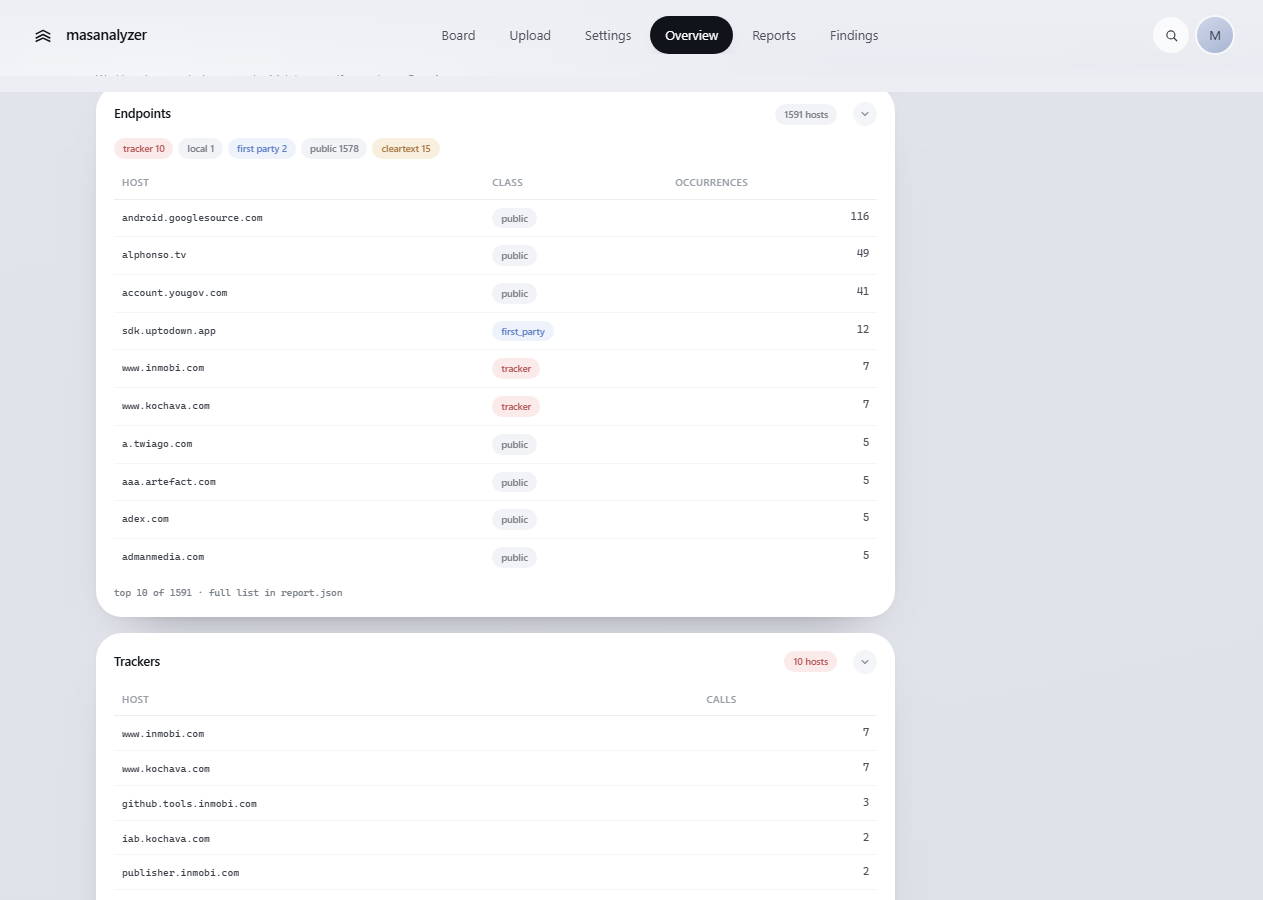 masanalyzer Board Upload Settings Overview Reports Findings M
Endpoints 1591 hosts
tracker 10 local 1 first party 2 public 1578 cleartext 15
HOST CLASS OCCURRENCES
android.googlesource.com public 116
alphonso.tv public 49
account.yougov.com public 41
sdk.uptodown.app first_party 12
www.inmobi.com tracker 7
www.kochava.com tracker 7
a.twiago.com public 5
aaa.artefact.com public 5
adex.com public 5
admanmedia.com public 5
top 10 of 1591 · full list in report.json
Trackers 10 hosts
HOST CALLS
www.inmobi.com 7
www.kochava.com 7
github.tools.inmobi.com 3
iab.kochava.com 2
publisher.inmobi.com 2